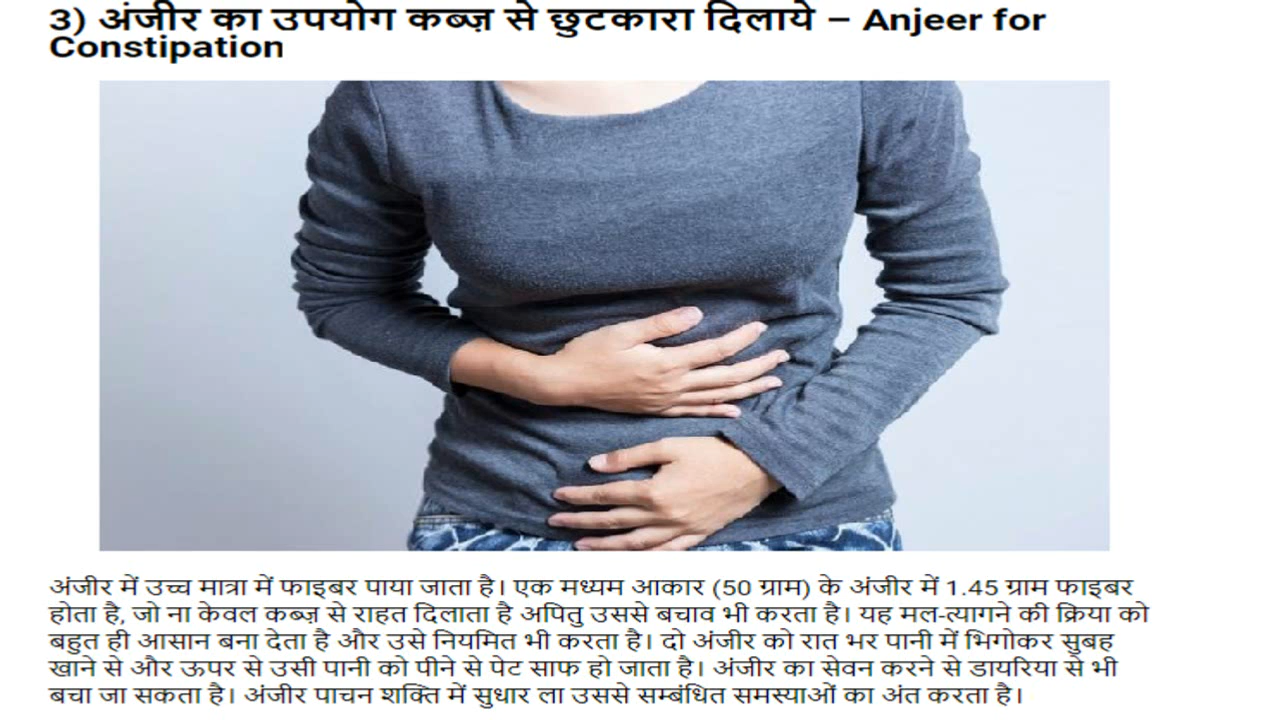 3) अंजीर का उपयोग कब्ज़ से छुटकारा दिलाये – Anjeer for
Constipation
अंजीर में उच्च मात्रा में फाइबर पाया जाता है। एक मध्यम आकार (50 ग्राम) के अंजीर में 1.45 ग्राम फाइबर
होता है, जो ना केवल कब्ज़ से राहत दिलाता है अपितु उससे बचाव भी करता है। यह मल-त्यागने की क्रिया को
बहुत ही आसान बना देता है और उसे नियमित भी करता है। दो अंजीर को रात भर पानी में भिगोकर सुबह
खाने से और ऊपर से उसी पानी को पीने से पेट साफ हो जाता है। अंजीर का सेवन करने से डायरिया से भी
बचा जा सकता है। अंजीर पाचन शक्ति में सुधार ला उससे सम्बंधित समस्याओं का अंत करता है।